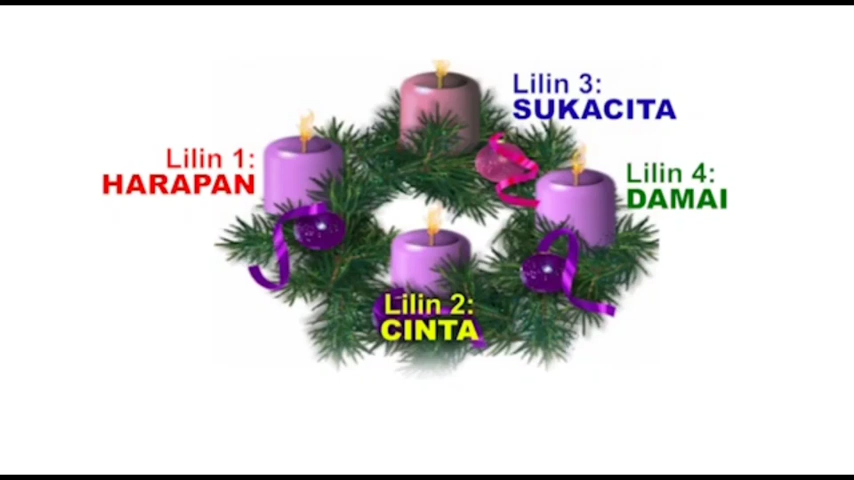 Lilin 1:
HARAPAN
Lilin 2:
CINTA
Lilin 3:
SUKACITA
Lilin 4:
DAMAI